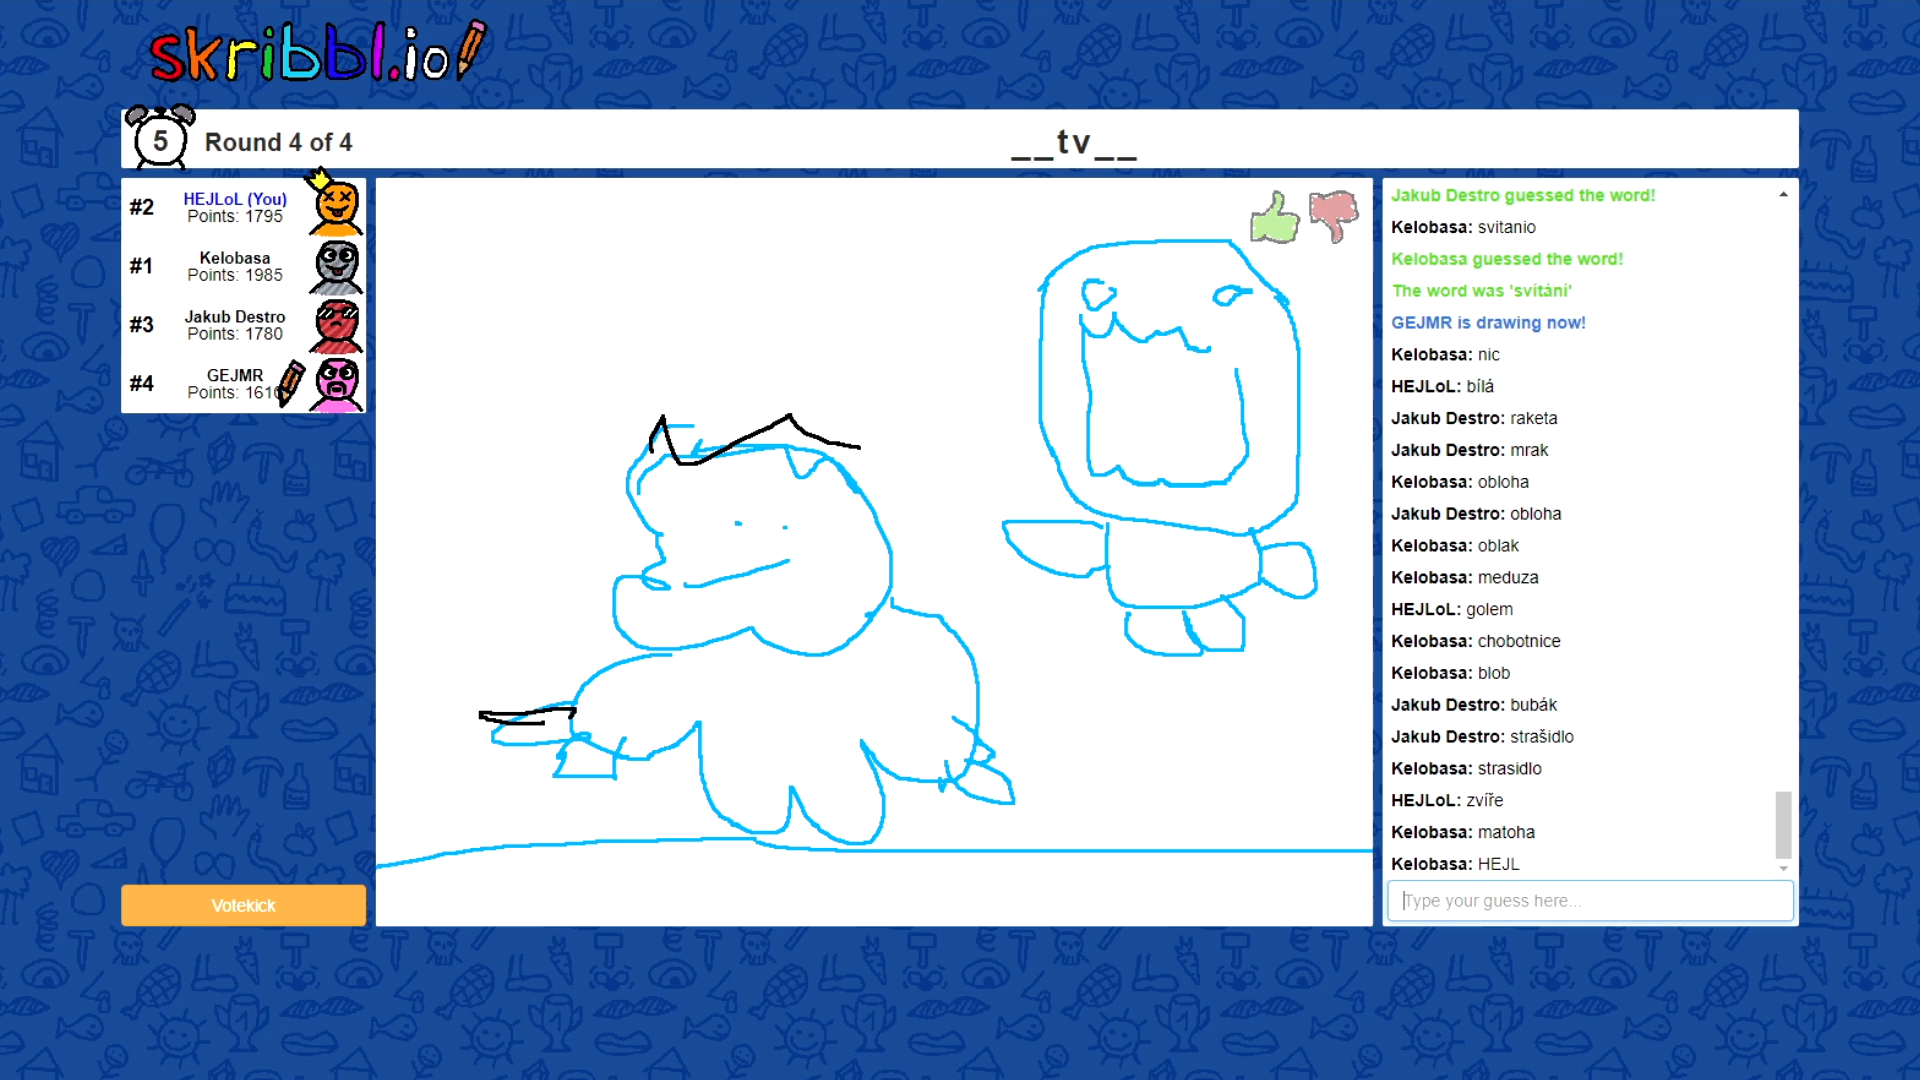 skribbl.io
5
Round 4 of 4
__tv__
#2
HEJLoL (You)
Points: 1795
#1
Kelobasa
Points: 1985
#3
Jakub Destro
Points: 1780
#4
GEJMR
Points: 1610
Votekick
Jakub Destro guessed the word!
Kelobasa: svitanio
Kelobasa guessed the word!
The word was 'svítání'
GEJMR is drawing now!
Kelobasa: nic
HEJLoL: bílá
Jakub Destro: raketa
Jakub Destro: mrak
Kelobasa: obloha
Jakub Destro: obloha
Kelobasa: oblak
Kelobasa: meduza
HEJLoL: golem
Kelobasa: chobotnice
Kelobasa: blob
Jakub Destro: bubák
Jakub Destro: strašidlo
Kelobasa: strasidlo
HEJLoL: zvíře
Kelobasa: matoha
Kelobasa: HEJL
Type your guess here...